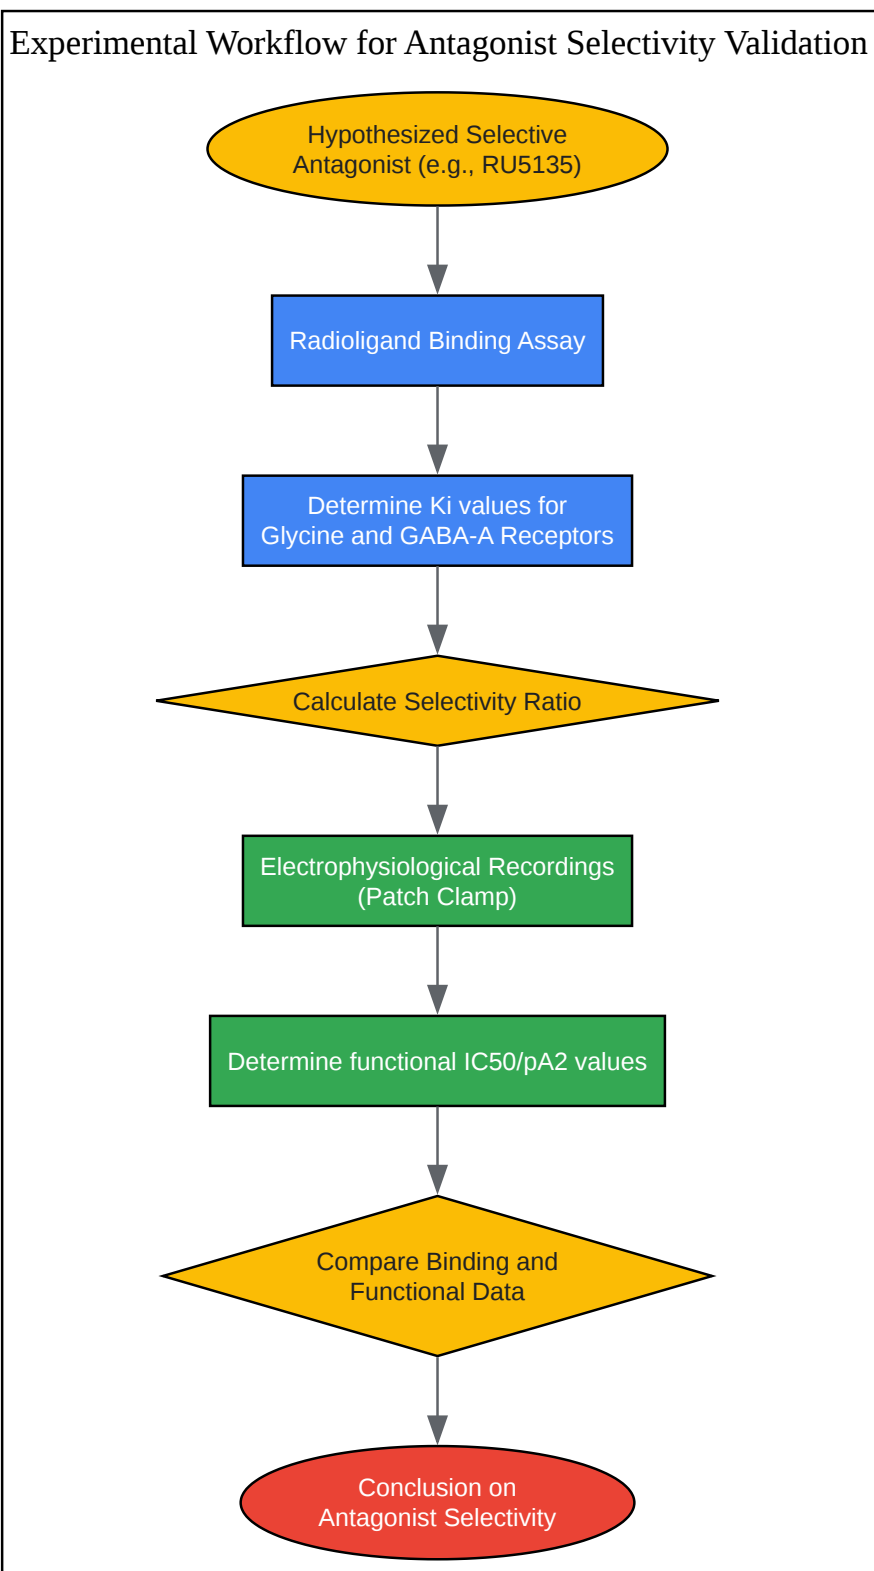 Experimental Workflow for Antagonist Selectivity Validation
Hypothesized Selective
Antagonist (e.g., RU5135)
Radioligand Binding Assay
Determine Ki values for
Glycine and GABA-A Receptors
Calculate Selectivity Ratio
Electrophysiological Recordings
(Patch Clamp)
Determine functional IC50/pA2 values
Compare Binding and
Functional Data
Conclusion on
Antagonist Selectivity